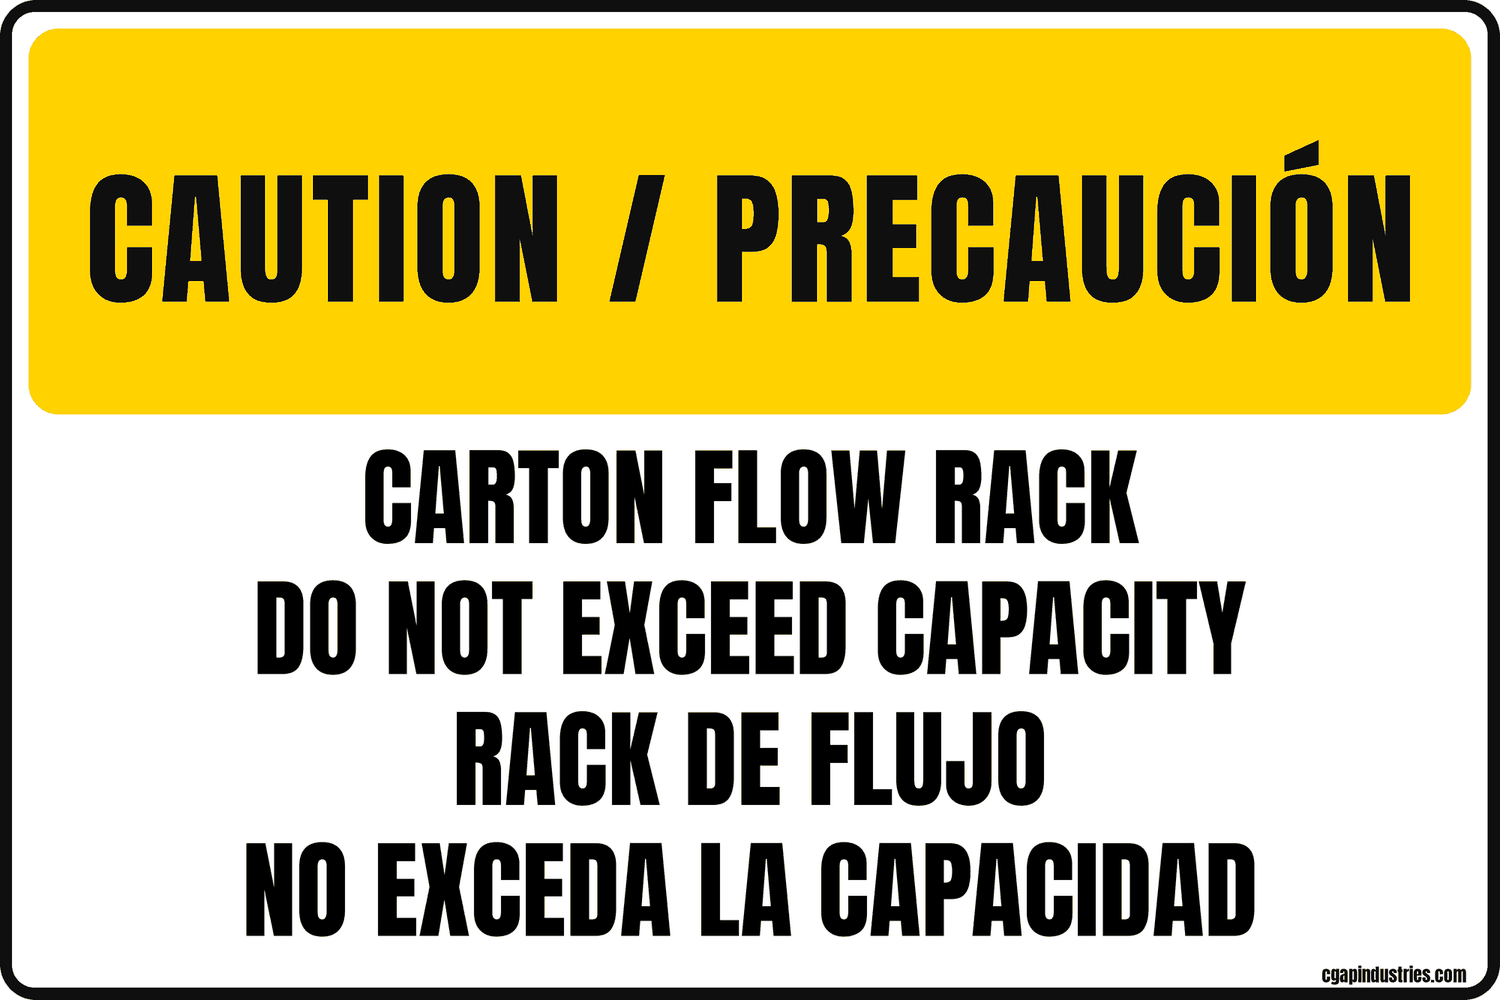 CAUTION / PRECAUCIÓN
CARTON FLOW RACK
DO NOT EXCEED CAPACITY
RACK DE FLUJO
NO EXCEDA LA CAPACIDAD
cgapindustries.com